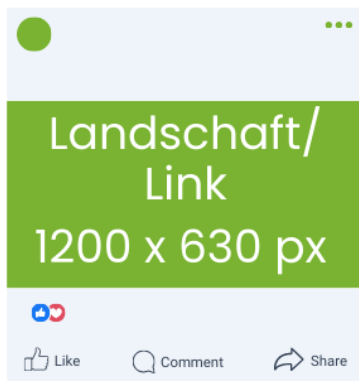 Landschaft/
Link
1200 x 630 px
Like
Comment
Share